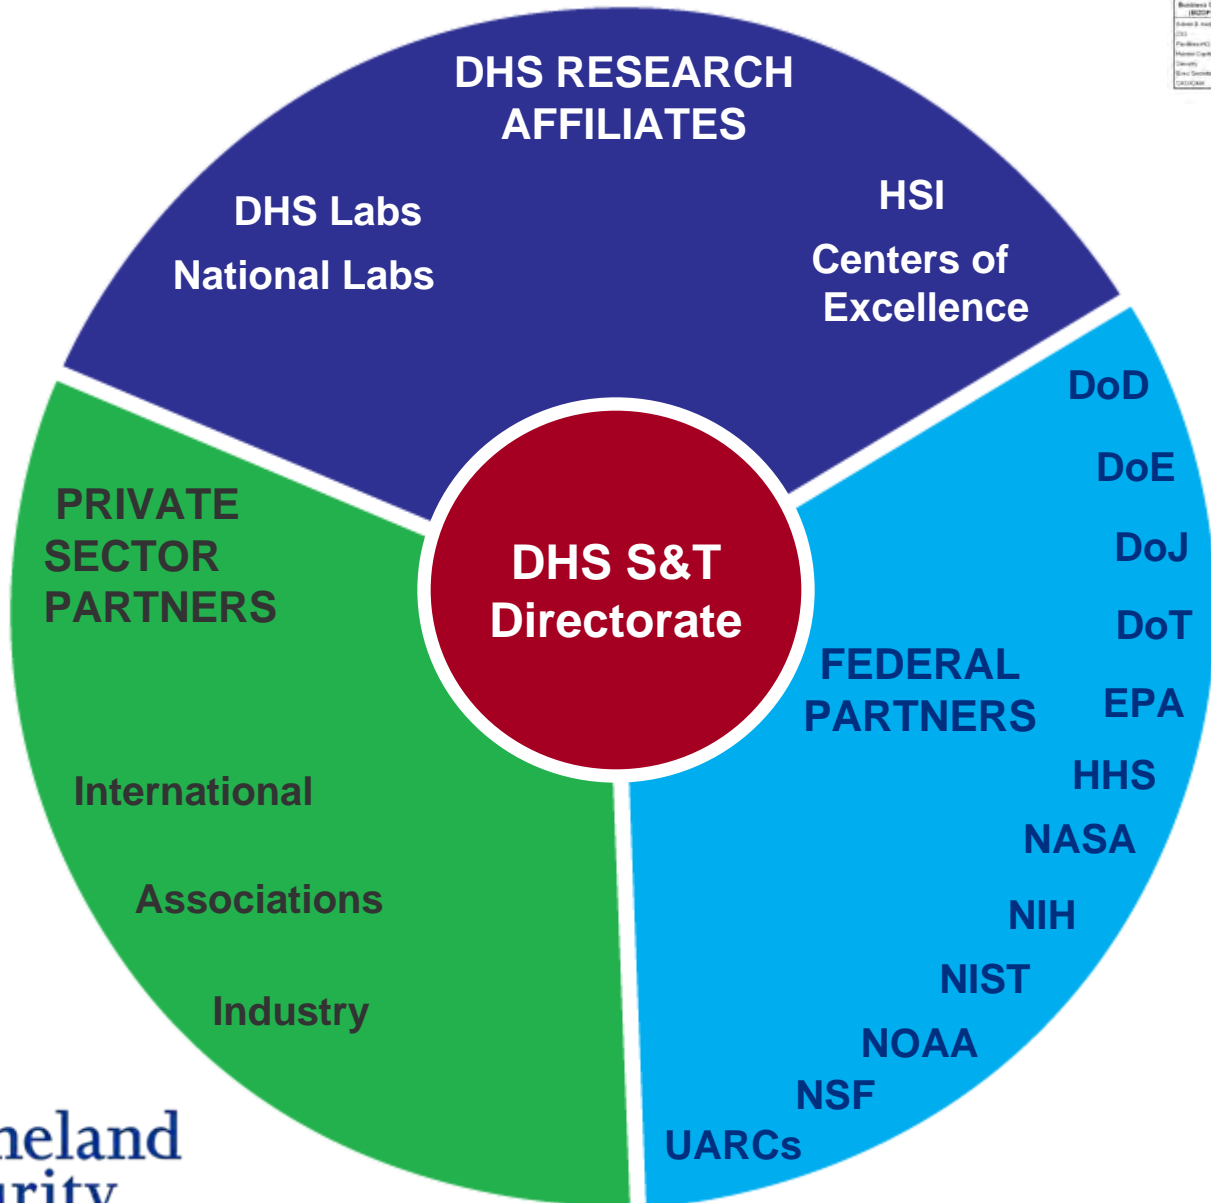 DHS RESEARCH
AFFILIATES
DHS Labs
National Labs
HSI
Centers of
Excellence
PRIVATE
SECTOR
PARTNERS
International
Associations
Industry
DHS S&T
Directorate
FEDERAL
PARTNERS
DoD
DoE
DoJ
DoT
EPA
HHS
NASA
NIH
NIST
NOAA
NSF
UARCs